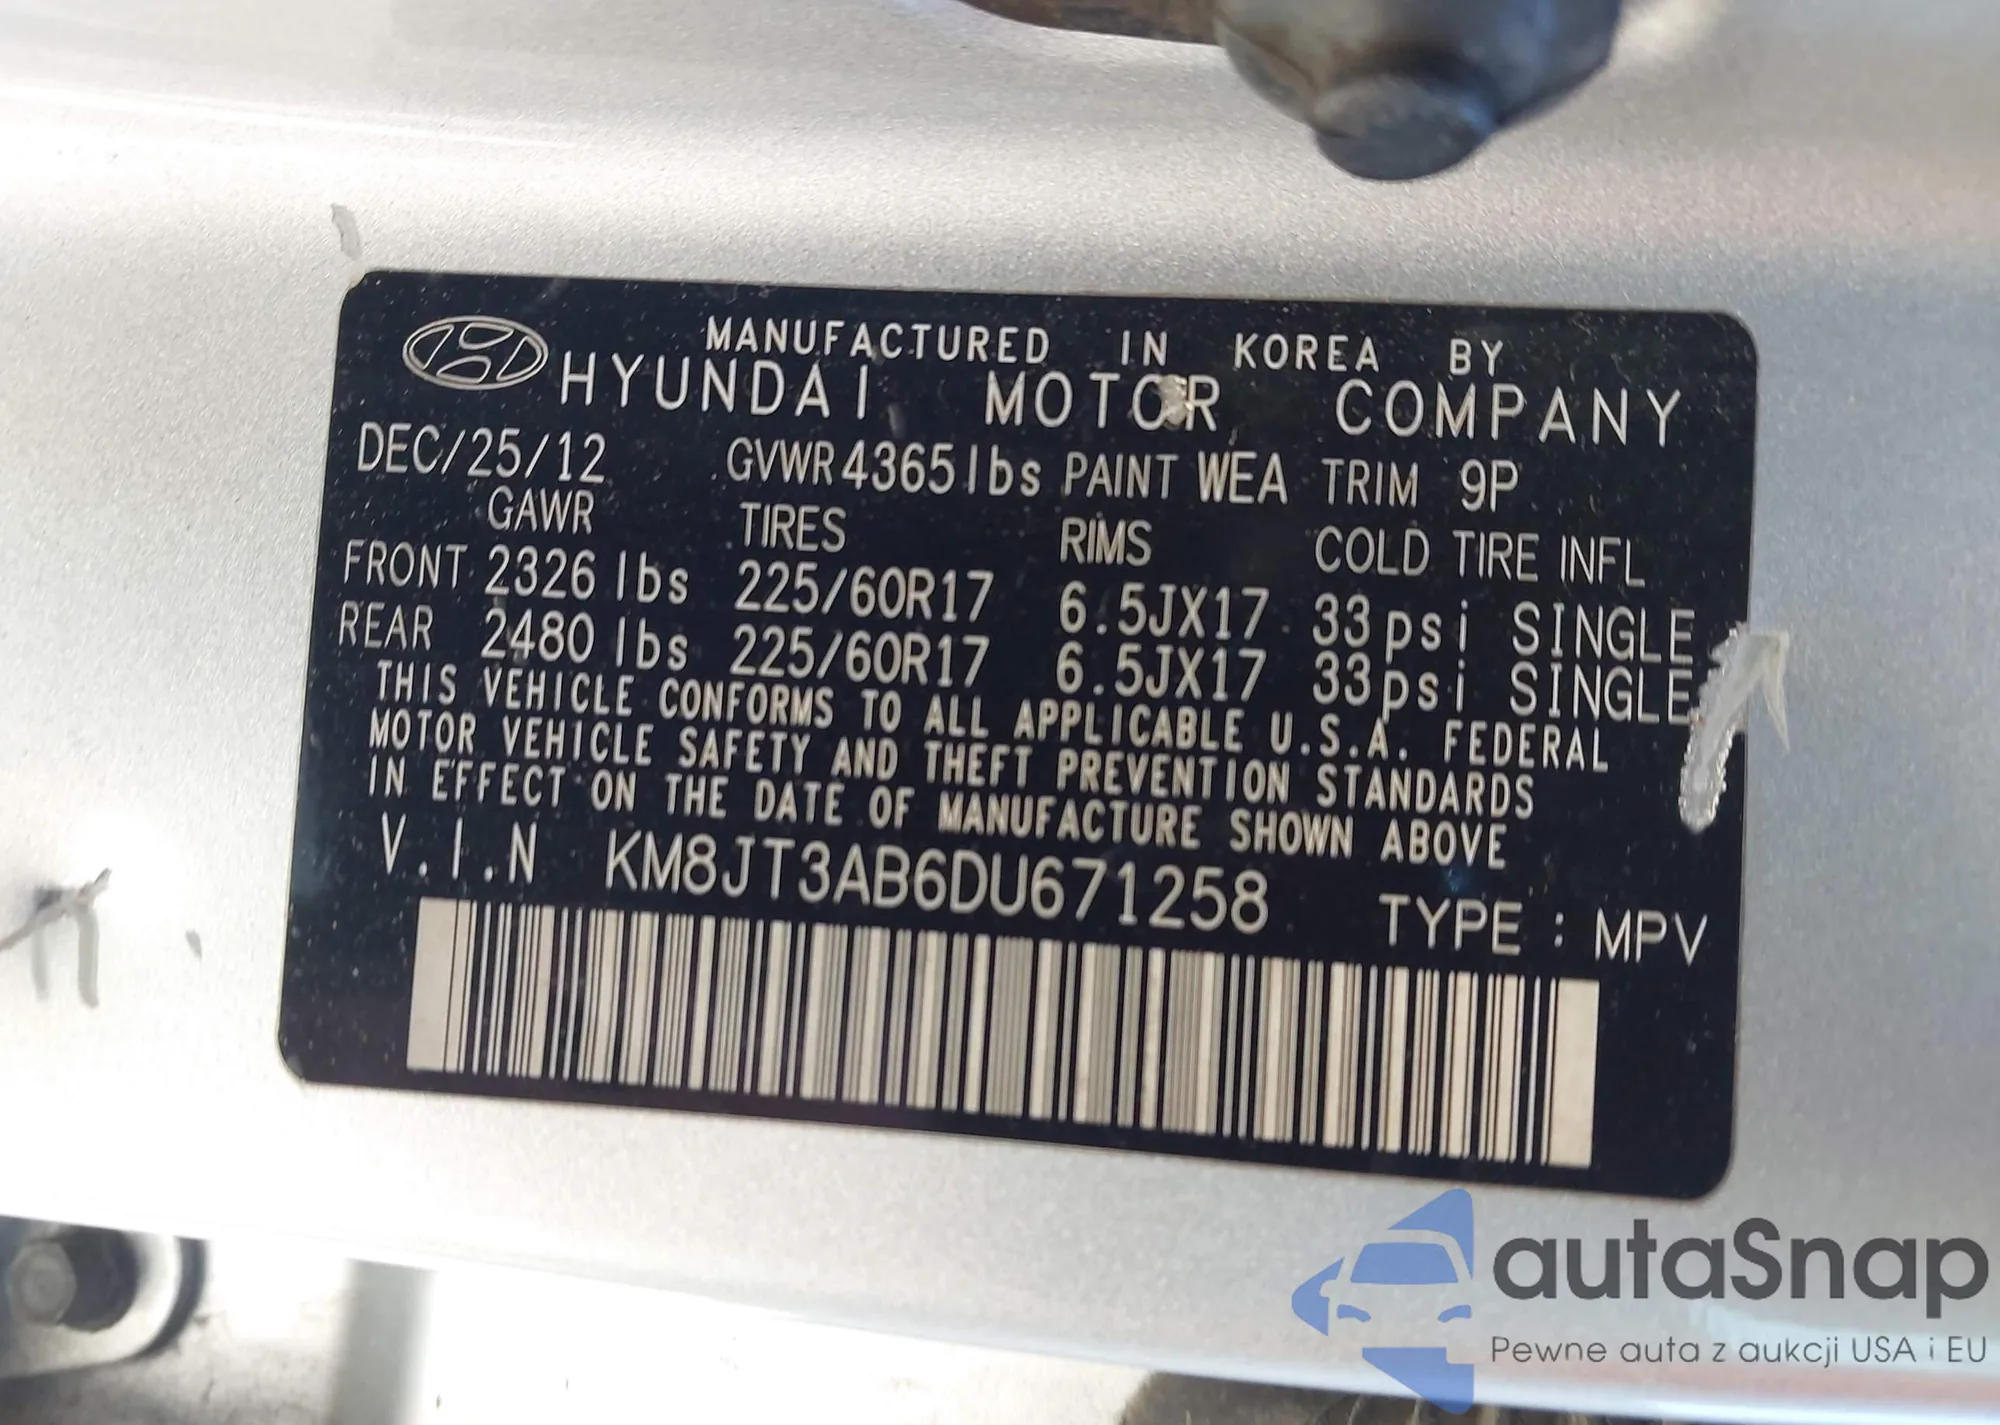 MANUFACTURED IN KOREA BY
HYUNDAI MOTOR COMPANY
DEC/25/12 GVWR 4365lbs PAINT WEA TRIM 9P
GAWR TIRES RIMS COLD TIRE INFL
FRONT 2326 lbs 225/60R17 6.5JX17 33psi SINGLE
REAR 2480 lbs 225/60R17 6.5JX17 33psi SINGLE
THIS VEHICLE CONFORMS TO ALL APPLICABLE U.S.A. FEDERAL
MOTOR VEHICLE SAFETY AND THEFT PREVENTION STANDARDS
IN EFFECT ON THE DATE OF MANUFACTURE SHOWN ABOVE
V.I.N KM8JT3AB6DU671258 TYPE : MPV
autaSnap
Pewne auta z aukcji USA i EU